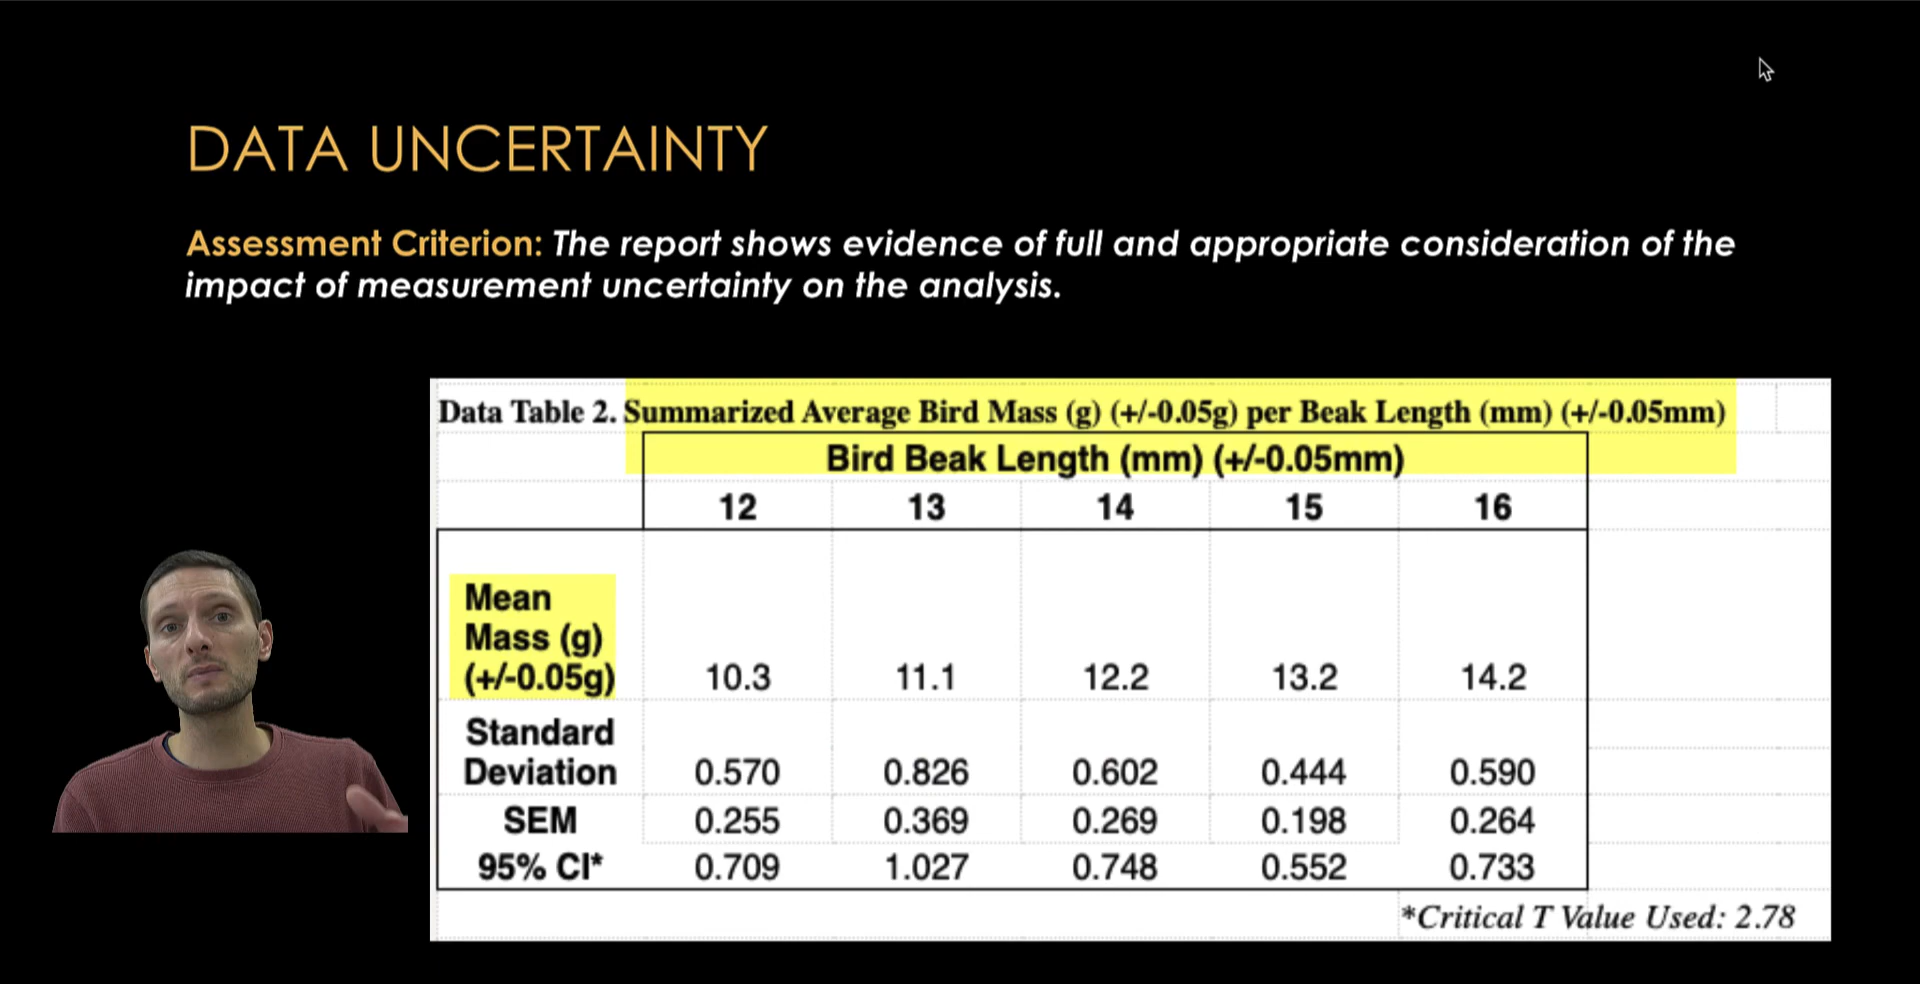 DATA UNCERTAINTY
Assessment Criterion: The report shows evidence of full and appropriate consideration of the
impact of measurement uncertainty on the analysis.
Data Table 2. Summarized Average Bird Mass (g) (+/-0.05g) per Beak Length (mm) (+/-0.05mm)
Bird Beak Length (mm) (+/-0.05mm)
12 13 14 15 16
Mean
Mass (g)
(+/-0.05g) 10.3 11.1 12.2 13.2 14.2
Standard
Deviation 0.570 0.826 0.602 0.444 0.590
SEM 0.255 0.369 0.269 0.198 0.264
95% CI* 0.709 1.027 0.748 0.552 0.733
*Critical T Value Used: 2.78